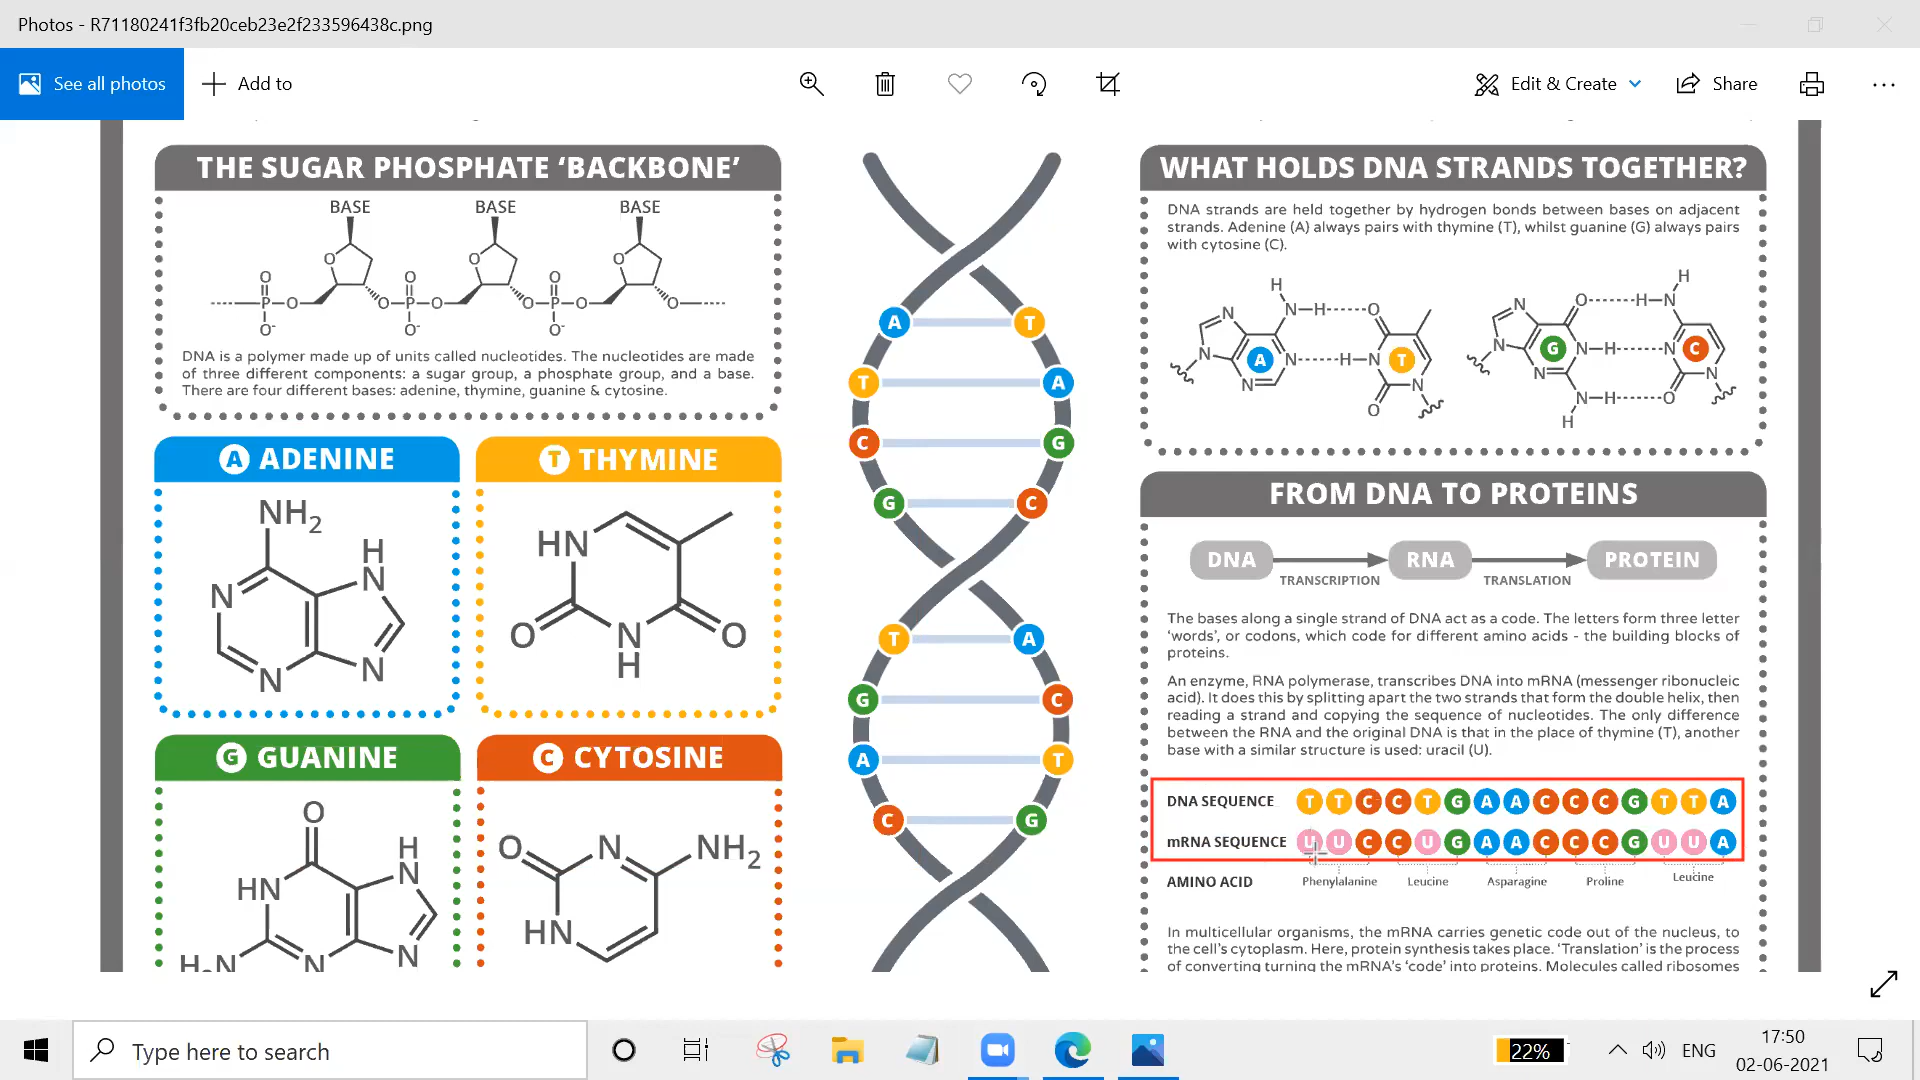 Photos - R71180241f3fb20ceb23e2f233596438c.png
See all photos
Add to
Edit & Create
Share
THE SUGAR PHOSPHATE ‘BACKBONE’
BASE BASE BASE
O O O
O O O
P O O P O O P O O
O- O- O-
DNA is a polymer made up of units called nucleotides. The nucleotides are made
of three different components: a sugar group, a phosphate group, and a base.
There are four different bases: adenine, thymine, guanine & cytosine.
A ADENINE
NH2
H
N
N
N
N
T THYMINE
HN
O
N
H
O
G GUANINE
O
H
N
HN
N
H2N
N
C CYTOSINE
O
N
NH2
HN
A T
T A
C G
G C
T A
G C
A T
C G
WHAT HOLDS DNA STRANDS TOGETHER?
DNA strands are held together by hydrogen bonds between bases on adjacent
strands. Adenine (A) always pairs with thymine (T), whilst guanine (G) always pairs
with cytosine (C).
H H
N N H O N O H N
N A N H N T N G N H N C
N O N N H O N
H
FROM DNA TO PROTEINS
DNA RNA PROTEIN
TRANSCRIPTION TRANSLATION
The bases along a single strand of DNA act as a code. The letters form three letter
‘words’, or codons, which code for different amino acids - the building blocks of
proteins.
An enzyme, RNA polymerase, transcribes DNA into mRNA (messenger ribonucleic
acid). It does this by splitting apart the two strands that form the double helix, then
reading a strand and copying the sequence of nucleotides. The only difference
between the RNA and the original DNA is that in the place of thymine (T), another
base with a similar structure is used: uracil (U).
DNA SEQUENCE T T C C T G A A C C C G T T A
mRNA SEQUENCE U U C C U G A A C C C G U U A
AMINO ACID Phenylalanine Leucine Asparagine Proline Leucine
In multicellular organisms, the mRNA carries genetic code out of the nucleus, to
the cell’s cytoplasm. Here, protein synthesis takes place. ‘Translation’ is the process
of converting turning the mRNA’s ‘code’ into proteins. Molecules called ribosomes
Type here to search
22%
ENG
17:50
02-06-2021